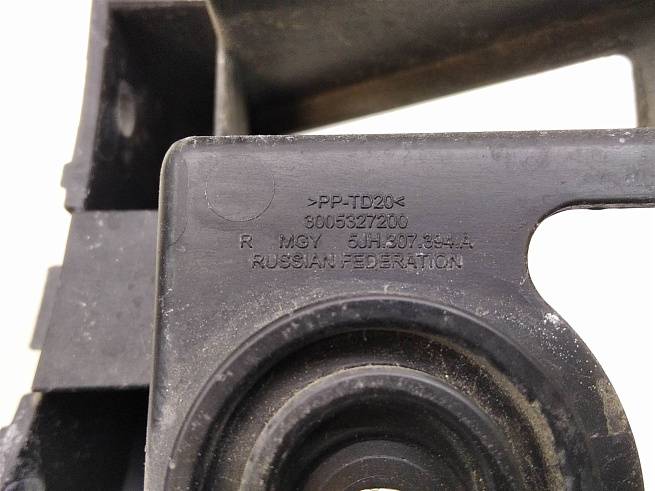 >PP-TD20<
3005327200
R MGY 5JH.807.894.A
RUSSIAN FEDERATION